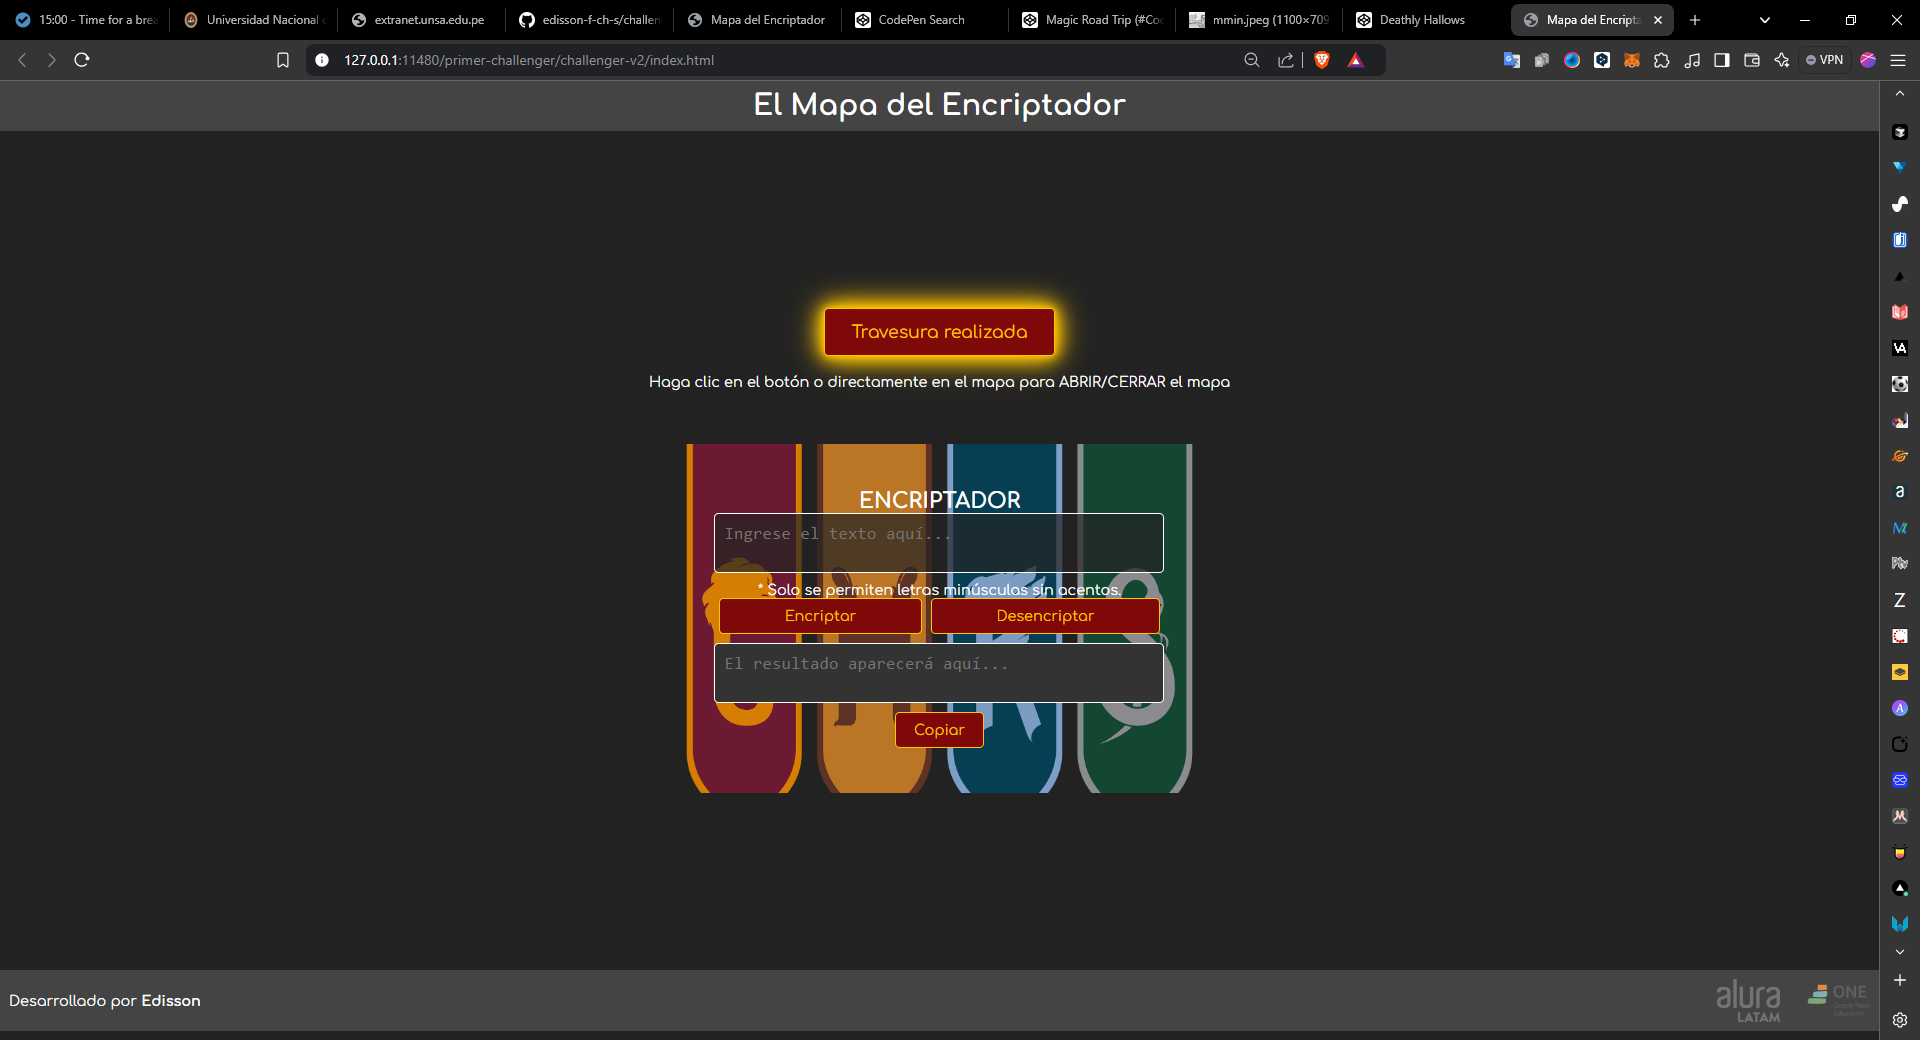 15:00 - Time for a brea
Universidad Nacional
extranet.unsa.edu.pe
edisson-f-ch-s/challen
Mapa del Encriptador
CodePen Search
Magic Road Trip (#Co
mmin.jpeg (1100×709
Deathly Hallows
Mapa del Encripta
127.0.0.1:11480/primer-challenger/challenger-v2/index.html
VPN
El Mapa del Encriptador
Travesura realizada
Haga clic en el botón o directamente en el mapa para ABRIR/CERRAR el mapa
ENCRIPTADOR
Ingrese el texto aquí...
* Solo se permiten letras minúsculas sin acentos.
Encriptar
Desencriptar
El resultado aparecerá aquí...
Copiar
Desarrollado por Edisson
alura
LATAM
ONE
Oracle Next
Education